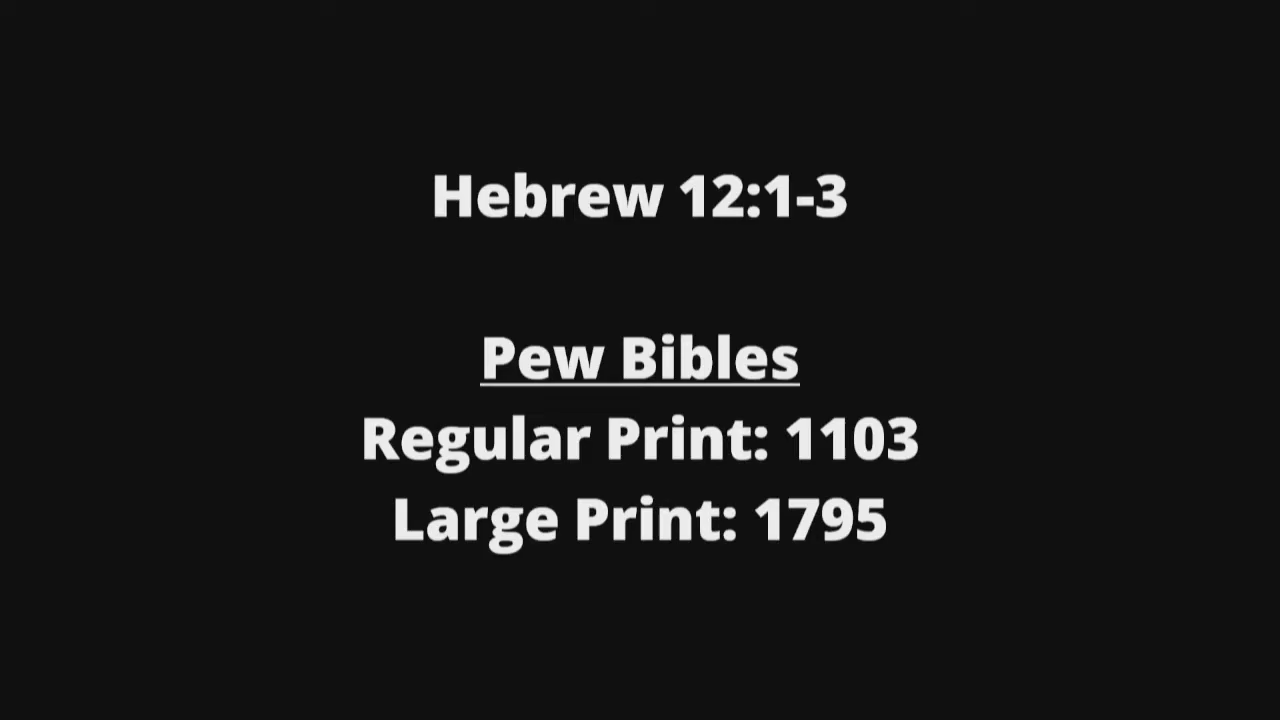 Hebrew 12:1-3
Pew Bibles
Regular Print: 1103
Large Print: 1795